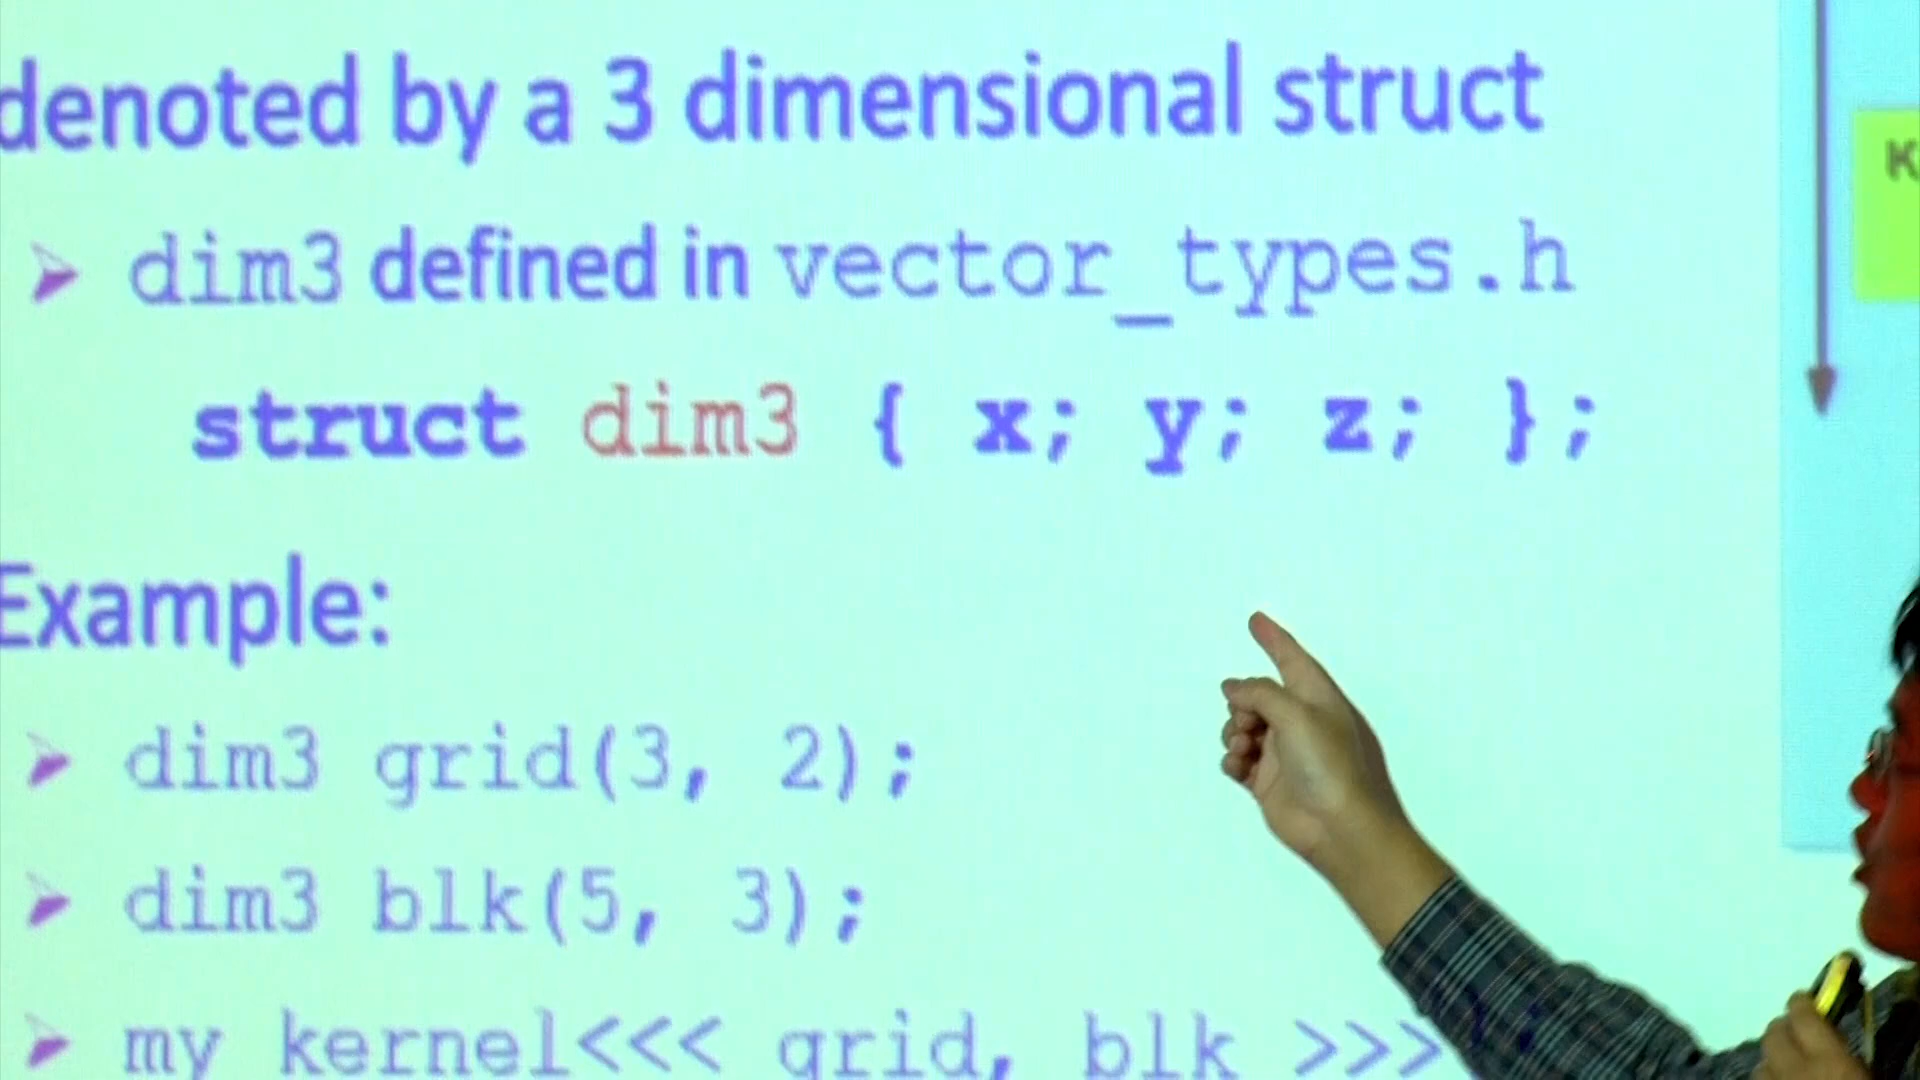 denoted by a 3 dimensional struct
dim3 defined in vector_types.h
struct dim3 { x; y; z; };
Example:
dim3 grid(3, 2);
dim3 blk(5, 3);
my kernel<<< grid, blk >>>
K